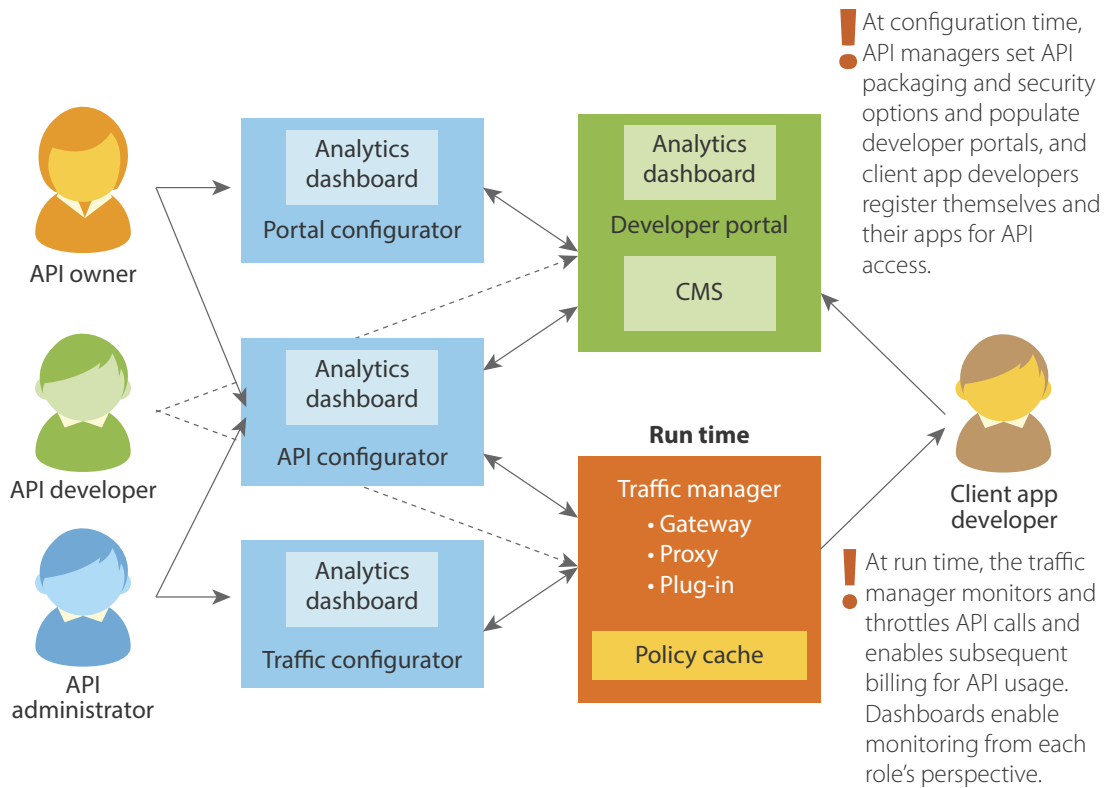 At configuration time,
API managers set API
packaging and security
options and populate
developer portals, and
client app developers
register themselves and
their apps for API
access.
API owner
Analytics
dashboard
Portal configurator
Analytics
dashboard
Developer portal
CMS
API developer
Analytics
dashboard
API configurator
Run time
Traffic manager
• Gateway
• Proxy
• Plug-in
Policy cache
Client app
developer
API
administrator
Analytics
dashboard
Traffic configurator
At run time, the traffic
manager monitors and
throttles API calls and
enables subsequent
billing for API usage.
Dashboards enable
monitoring from each
role’s perspective.